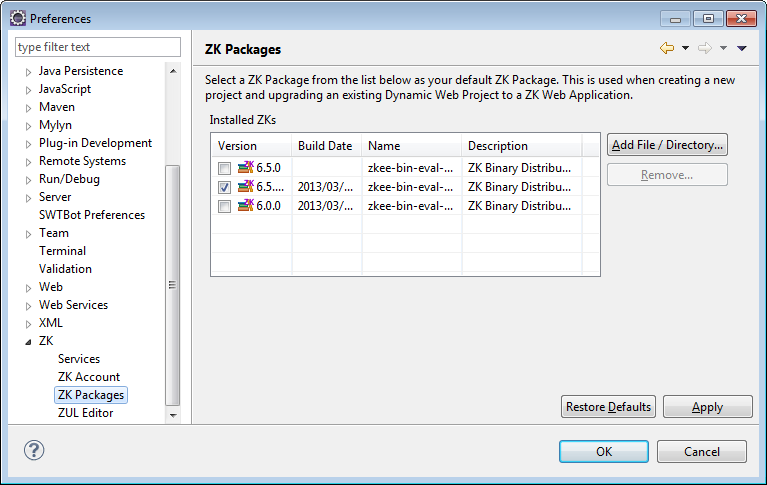 Preferences
type filter text
Java Persistence
JavaScript
Maven
Mylyn
Plug-in Development
Remote Systems
Run/Debug
Server
SWTBot Preferences
Team
Terminal
Validation
Web
Web Services
XML
ZK
Services
ZK Account
ZK Packages
ZUL Editor
ZK Packages
Select a ZK Package from the list below as your default ZK Package. This is used when creating a new
project and upgrading an existing Dynamic Web Project to a ZK Web Application.
Installed ZKs
Version Build Date Name Description
ZK 6.5.0 zkee-bin-eval-... ZK Binary Distribu...
ZK 6.5.... 2013/03/... zkee-bin-eval-... ZK Binary Distribu...
ZK 6.0.0 2013/03/... zkee-bin-eval-... ZK Binary Distribu...
Add File / Directory...
Remove...
Restore Defaults Apply
? OK Cancel